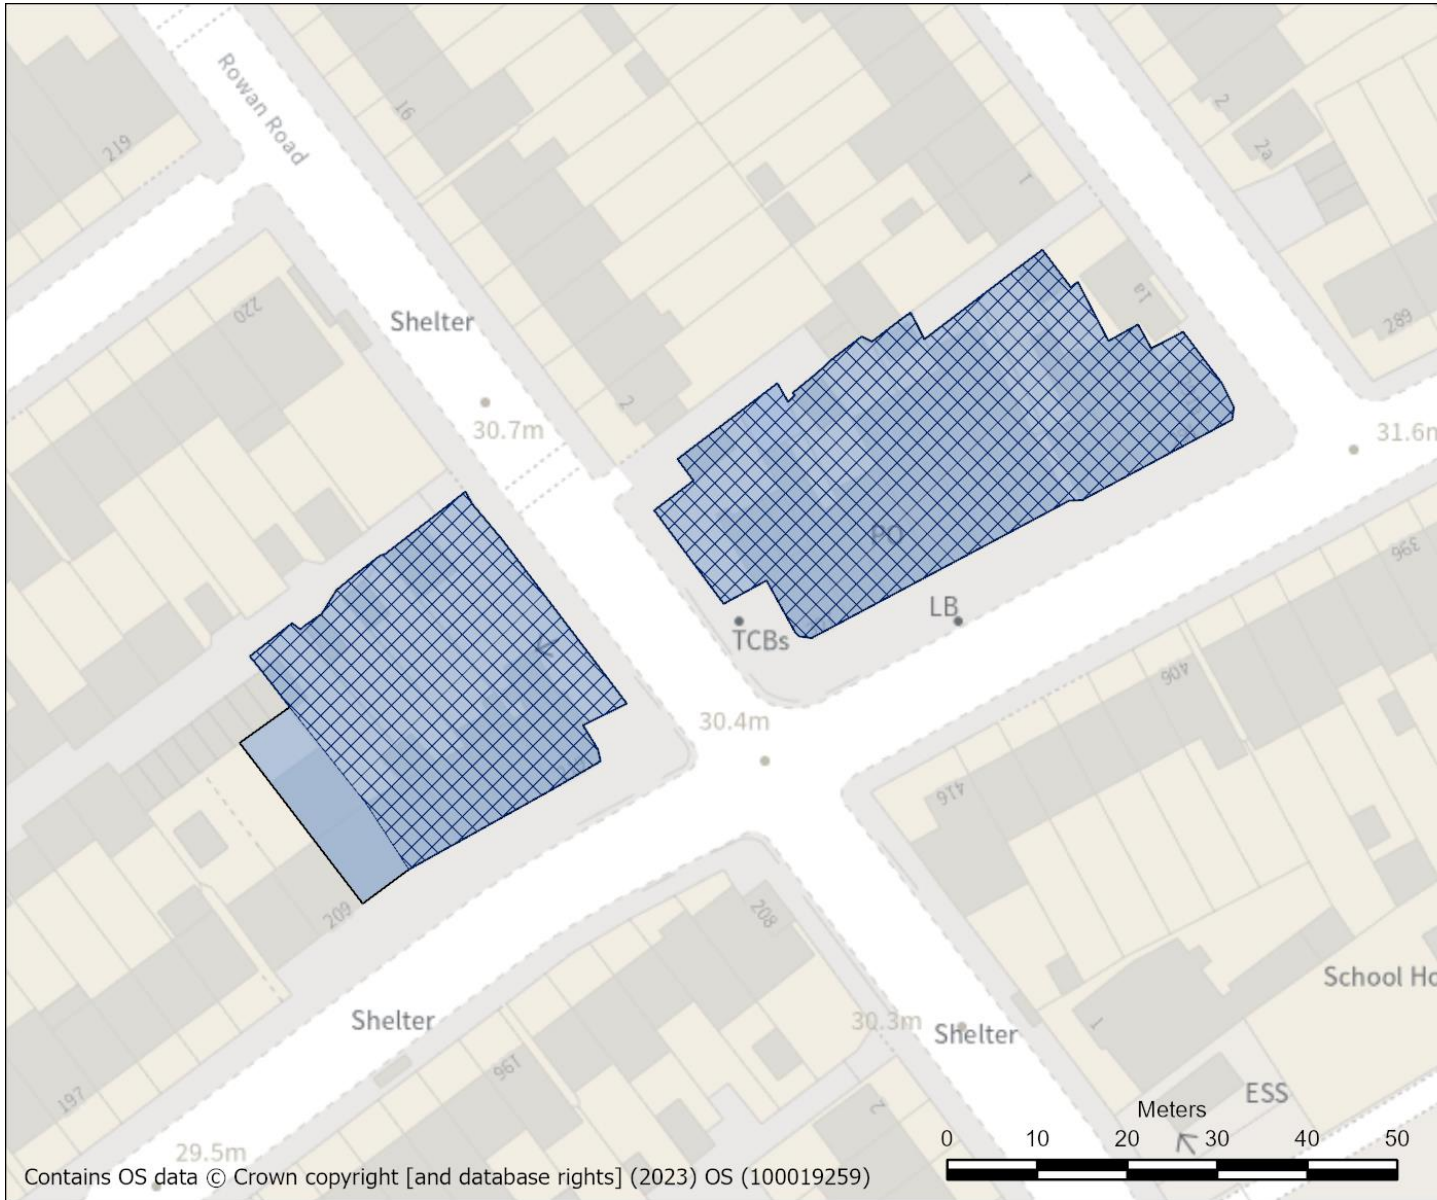 Rowan Road
16
219
2
2a
1
220
Shelter
1a
289
2
30.7m
31.6m
PO
396
LB
TCBs
406
30.4m
416
209
208
School Ho
Shelter
30.3m
Shelter
1
196
197
2
ESS
Meters
29.5m
0 10 20 30 40 50
Contains OS data © Crown copyright [and database rights] (2023) OS (100019259)